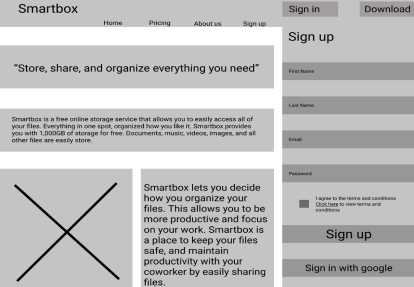 Smartbox
Home Pricing About us Sign up
"Store, share, and organize everything you need"
Smartbox is a free online storage service that allows you to easily access all of
your files. Everything in one spot, organized how you like it. Smartbox provides
you with 1,000GB of storage for free. Documents, music, videos, images, and all
other files are easily store.
Smartbox lets you decide
how you organize your
files. This allows you to be
more productive and focus
on your work. Smartbox is
a place to keep your files
safe, and maintain
productivity with your
coworker by easily sharing
files.
Sign in Download
Sign up
First Name
Last Name
Email
Password
I agree to the terms and conditions
Click here to view terms and
conditions
Sign up
Sign in with google